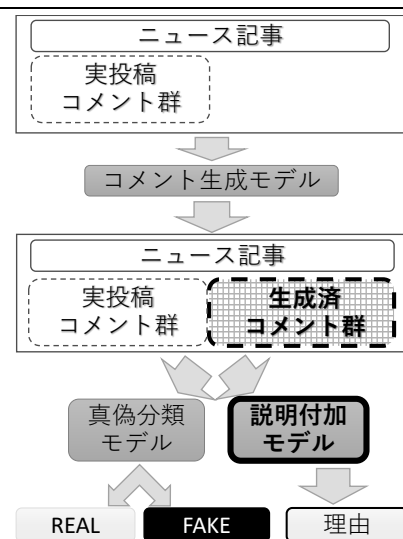 ニュース記事
実投稿
コメント群
コメント生成モデル
ニュース記事
実投稿
コメント群
生成済
コメント群
真偽分類
モデル
説明付加
モデル
REAL
FAKE
理由